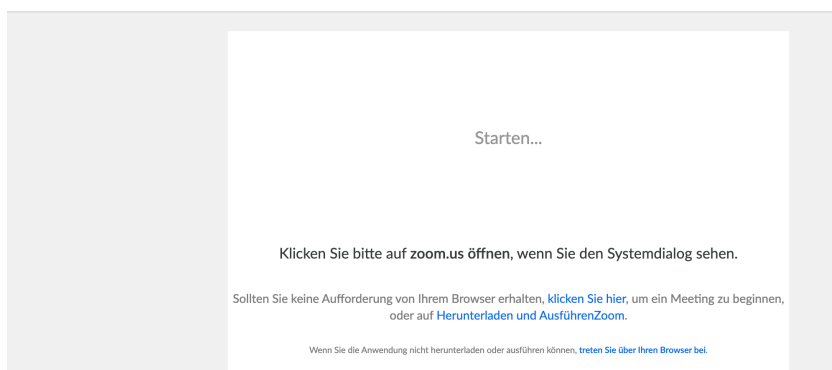 Starten...
Klicken Sie bitte auf zoom.us öffnen, wenn Sie den Systemdialog sehen.
Sollten Sie keine Aufforderung von Ihrem Browser erhalten, klicken Sie hier, um ein Meeting zu beginnen,
oder auf Herunterladen und AusführenZoom.
Wenn Sie die Anwendung nicht herunterladen oder ausführen können, treten Sie über Ihren Browser bei.